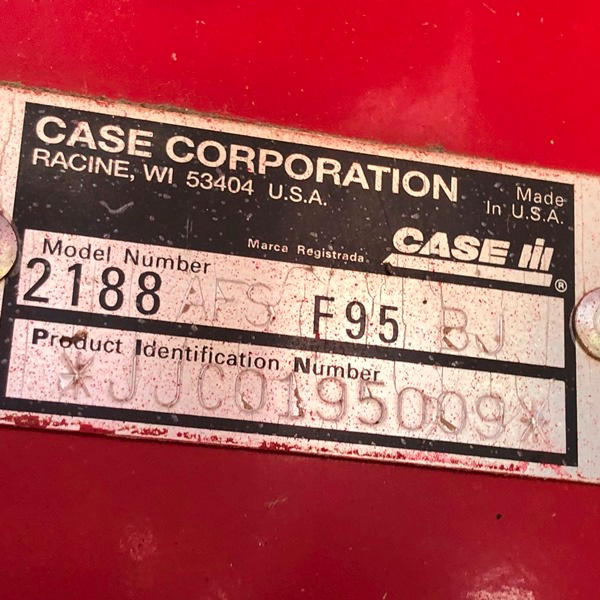 CASE CORPORATION
RACINE, WI 53404 U.S.A.
Made
In U.S.A.
Marca Registrada
CASE IH ®
Model Number
2188 AFS F95 BJ
Product Identification Number
*JJC0195009*